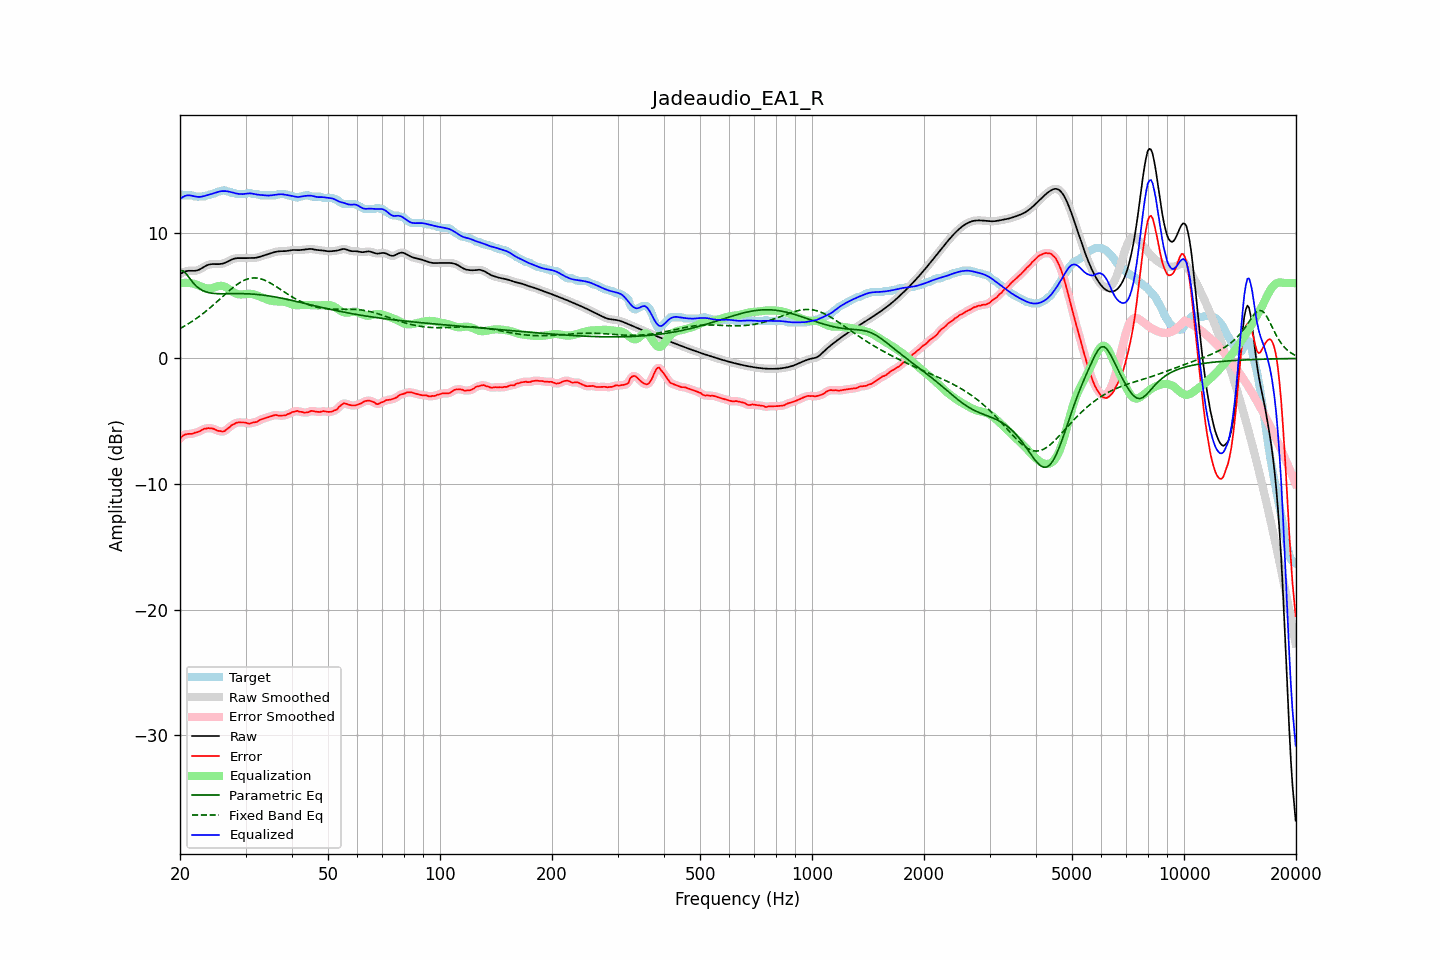 Jadeaudio_EA1_R
Amplitude (dBr)
10
0
−10
−20
−30
Target
Raw Smoothed
Error Smoothed
Raw
Error
Equalization
Parametric Eq
Fixed Band Eq
Equalized
20 50 100 200 500 1000 2000 5000 10000 20000
Frequency (Hz)